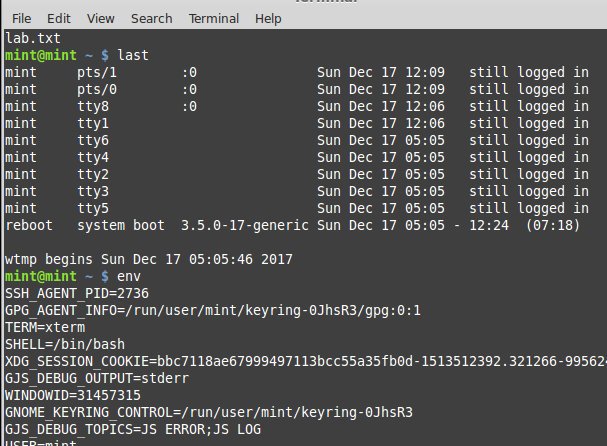 File Edit View Search Terminal Help
lab.txt
mint@mint ~ $ last
mint     pts/1        :0               Sun Dec 17 12:09   still logged in
mint     pts/0        :0               Sun Dec 17 12:09   still logged in
mint     tty8         :0               Sun Dec 17 12:06   still logged in
mint     tty1                          Sun Dec 17 12:06   still logged in
mint     tty6                          Sun Dec 17 05:05   still logged in
mint     tty4                          Sun Dec 17 05:05   still logged in
mint     tty2                          Sun Dec 17 05:05   still logged in
mint     tty3                          Sun Dec 17 05:05   still logged in
mint     tty5                          Sun Dec 17 05:05   still logged in
reboot   system boot  3.5.0-17-generic Sun Dec 17 05:05 - 12:24  (07:18)
wtmp begins Sun Dec 17 05:05:46 2017
mint@mint ~ $ env
SSH_AGENT_PID=2736
GPG_AGENT_INFO=/run/user/mint/keyring-0JhsR3/gpg:0:1
TERM=xterm
SHELL=/bin/bash
XDG_SESSION_COOKIE=bbc7118ae67999497113bcc55a35fb0d-1513512392.321266-995624
GJS_DEBUG_OUTPUT=stderr
WINDOWID=31457315
GNOME_KEYRING_CONTROL=/run/user/mint/keyring-0JhsR3
GJS_DEBUG_TOPICS=JS ERROR;JS LOG
USER=mint